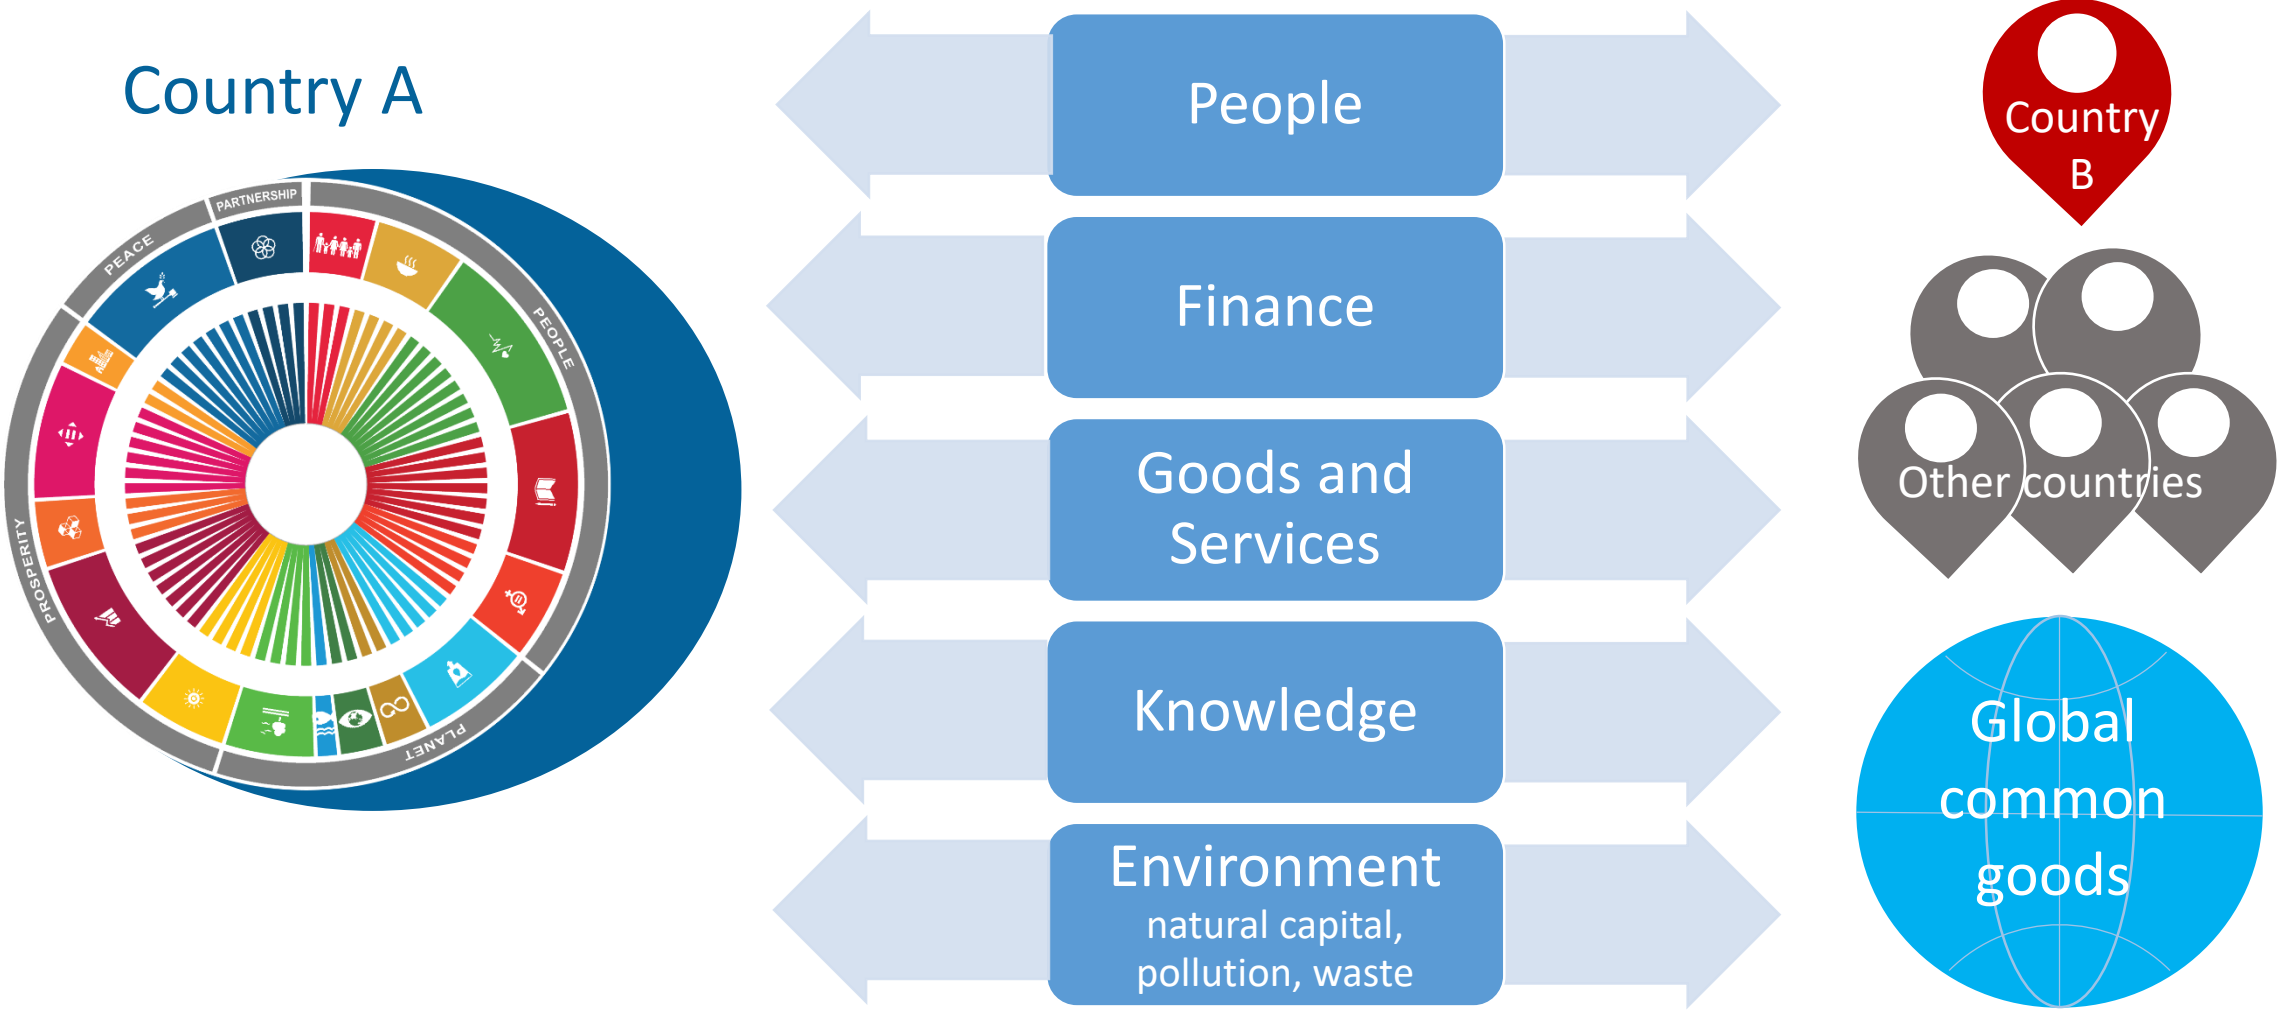 Country A
PARTNERSHIP
PEACE
PEOPLE
PROSPERITY
PLANET
People
Finance
Goods and
Services
Knowledge
Environment
natural capital,
pollution, waste
Country
B
Other countries
Global
common
goods